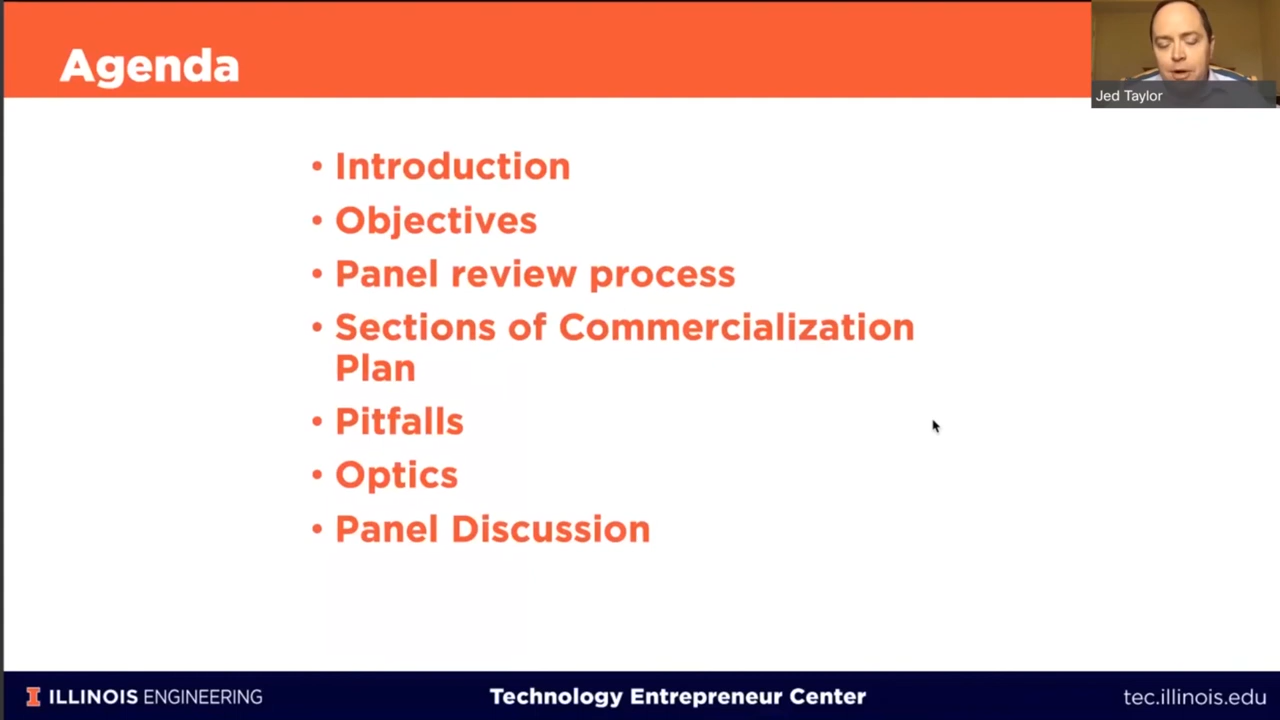 Agenda
Jed Taylor
• Introduction
• Objectives
• Panel review process
• Sections of Commercialization
Plan
• Pitfalls
• Optics
• Panel Discussion
I ILLINOIS ENGINEERING
Technology Entrepreneur Center
tec.illinois.edu